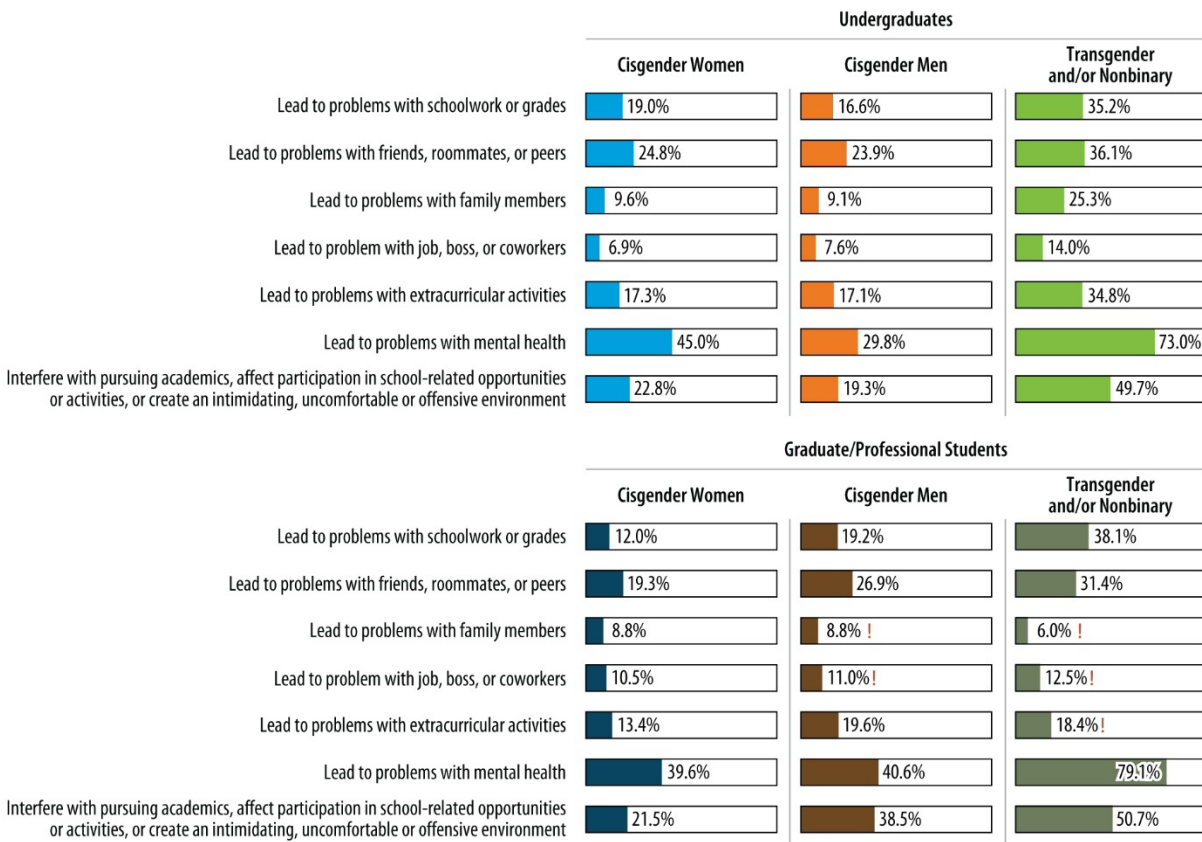 Undergraduates
Cisgender Women Cisgender Men Transgender and/or Nonbinary
Lead to problems with schoolwork or grades 19.0% 16.6% 35.2%
Lead to problems with friends, roommates, or peers 24.8% 23.9% 36.1%
Lead to problems with family members 9.6% 9.1% 25.3%
Lead to problem with job, boss, or coworkers 6.9% 7.6% 14.0%
Lead to problems with extracurricular activities 17.3% 17.1% 34.8%
Lead to problems with mental health 45.0% 29.8% 73.0%
Interfere with pursuing academics, affect participation in school-related opportunities
or activities, or create an intimidating, uncomfortable or offensive environment 22.8% 19.3% 49.7%
Graduate/Professional Students
Cisgender Women Cisgender Men Transgender and/or Nonbinary
Lead to problems with schoolwork or grades 12.0% 19.2% 38.1%
Lead to problems with friends, roommates, or peers 19.3% 26.9% 31.4%
Lead to problems with family members 8.8% 8.8% ! 6.0% !
Lead to problem with job, boss, or coworkers 10.5% 11.0% ! 12.5% !
Lead to problems with extracurricular activities 13.4% 19.6% 18.4% !
Lead to problems with mental health 39.6% 40.6% 79.1%
Interfere with pursuing academics, affect participation in school-related opportunities
or activities, or create an intimidating, uncomfortable or offensive environment 21.5% 38.5% 50.7%